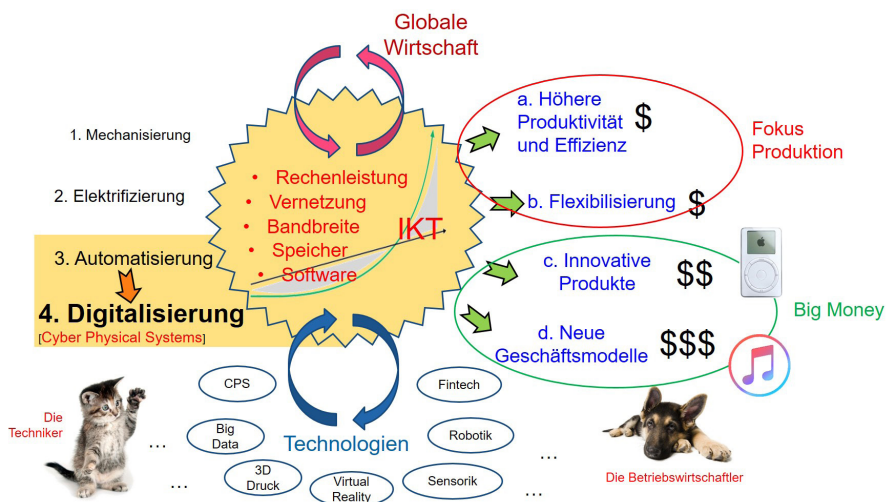 Globale
Wirtschaft
1. Mechanisierung
2. Elektrifizierung
3. Automatisierung
4. Digitalisierung
[Cyber Physical Systems]
• Rechenleistung
• Vernetzung
• Bandbreite
• Speicher
• Software
IKT
a. Höhere
Produktivität
und Effizienz
$
b. Flexibilisierung
$
Fokus
Produktion
c. Innovative
Produkte
$$
d. Neue
Geschäftsmodelle
$$$
Big Money
Die
Techniker
CPS
Big
Data
3D
Druck
Virtual
Reality
Technologien
Fintech
Robotik
Sensorik
...
...
...
...
Die Betriebswirtschaftler